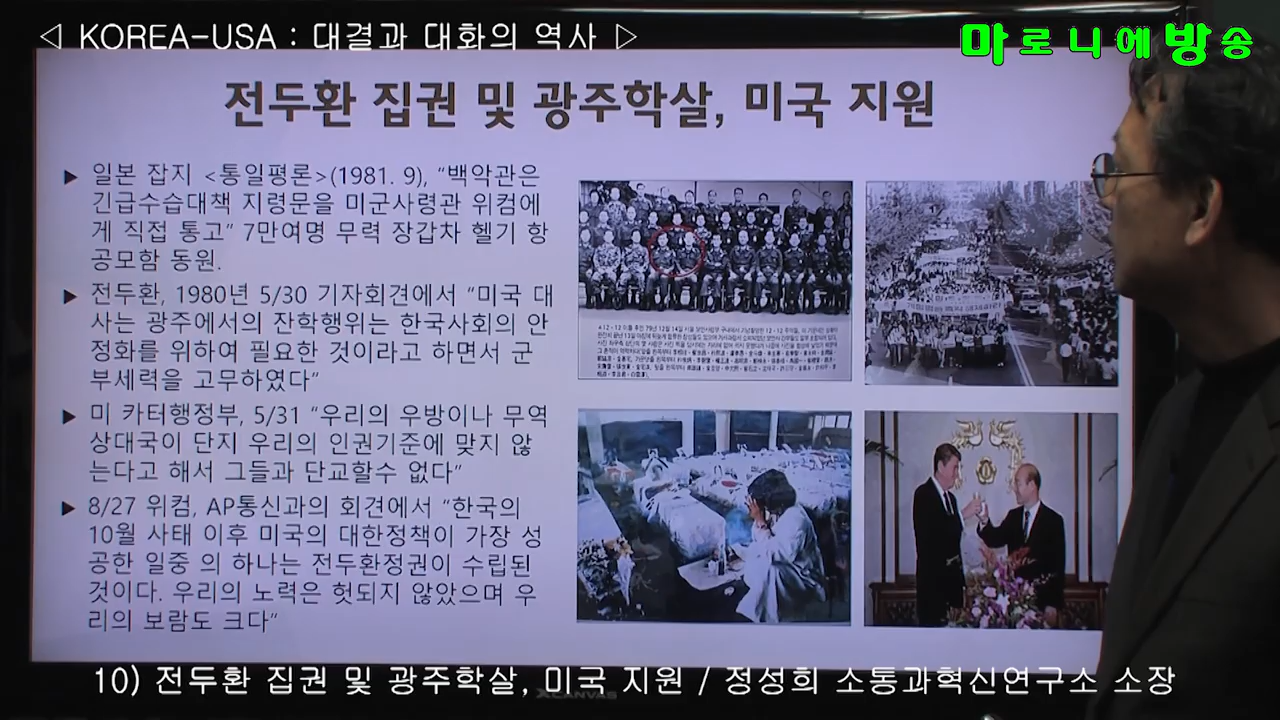 ◁ KOREA-USA : 대결과 대화의 역사 ▷
마로니에방송
전두환 집권 및 광주학살, 미국 지원
▶ 일본 잡지 <통일평론>(1981. 9), “백악관은
긴급수습대책 지령문을 미군사령관 위컴에
게 직접 통고” 7만여명 무력 장갑차 헬기 항
공모함 동원.
▶ 전두환, 1980년 5/30 기자회견에서 “미국 대
사는 광주에서의 잔학행위는 한국사회의 안
정화를 위하여 필요한 것이라고 하면서 군
부세력을 고무하였다”
▶ 미 카터행정부, 5/31 “우리의 우방이나 무역
상대국이 단지 우리의 인권기준에 맞지 않
는다고 해서 그들과 단교할수 없다”
▶ 8/27 위컴, AP통신과의 회견에서 “한국의
10월 사태 이후 미국의 대한정책이 가장 성
공한 일중 의 하나는 전두환정권이 수립된
것이다. 우리의 노력은 헛되지 않았으며 우
리의 보람도 크다”
10) 전두환 집권 및 광주학살, 미국 지원 / 정성희 소통과혁신연구소 소장